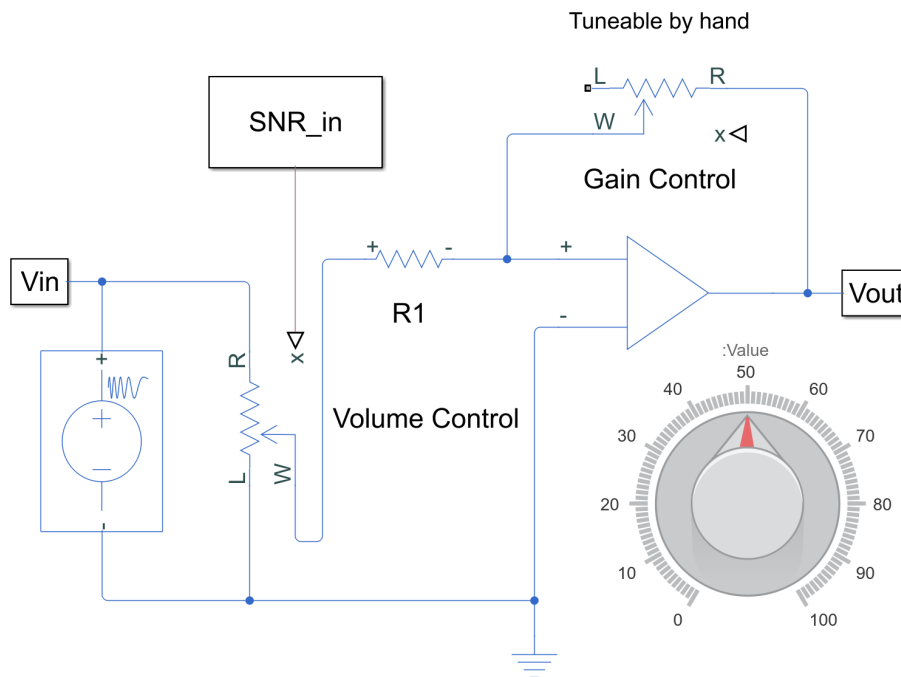 Tuneable by hand
L
R
SNR_in
W
x
Gain Control
+
-
+
Vin
R1
Vout
-
x
:Value
+
R
50
40
60
Volume Control
30
70
+
L
W
-
20
80
-
10
90
0
100